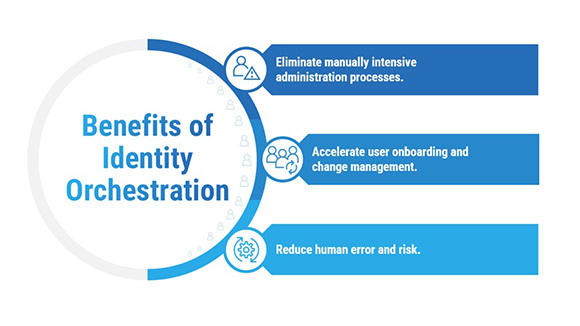 Benefits of
Identity
Orchestration
Eliminate manually intensive
administration processes.
Accelerate user onboarding and
change management.
Reduce human error and risk.